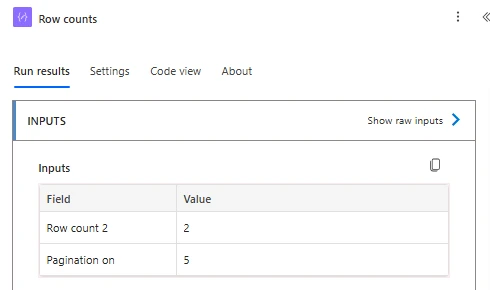 Row counts
Run results Settings Code view About
INPUTS Show raw inputs
Inputs
Field Value
Row count 2 2
Pagination on 5